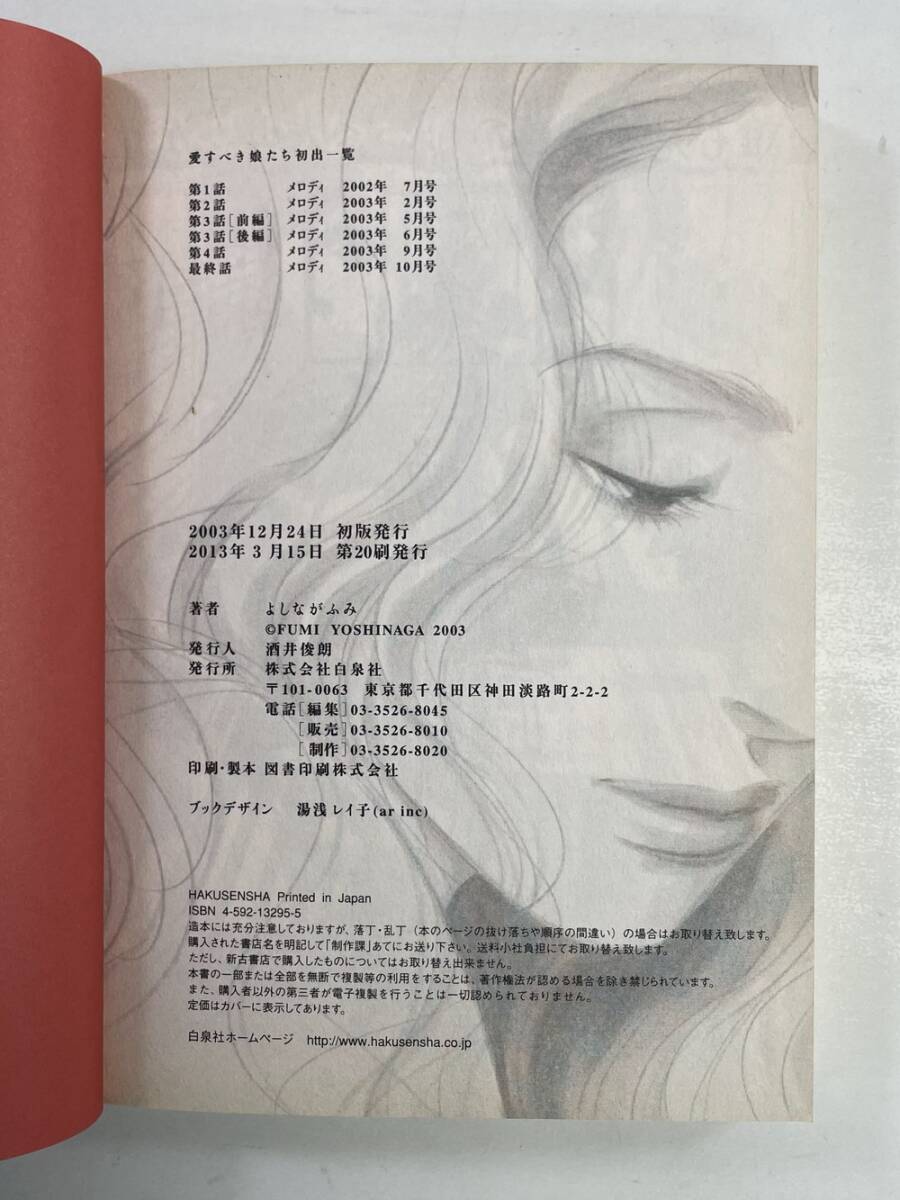 愛すべき娘たち初出一覧
第1話 メロディ 2002年 7月号
第2話 メロディ 2003年 2月号
第3話[前編] メロディ 2003年 5月号
第3話[後編] メロディ 2003年 6月号
第4話 メロディ 2003年 9月号
最終話 メロディ 2003年 10月号
2003年12月24日 初版発行
2013年 3月15日 第20刷発行
著者 よしながふみ
©FUMI YOSHINAGA 2003
発行人 酒井俊朗
発行所 株式会社白泉社
〒101-0063 東京都千代田区神田淡路町2-2-2
電話[編集]03-3526-8045
[販売]03-3526-8010
[制作]03-3526-8020
印刷・製本 図書印刷株式会社
ブックデザイン 湯浅レイ子(ar inc)
HAKUSENSHA Printed in Japan
ISBN 4-592-13295-5
造本には充分注意しておりますが、落丁・乱丁（本のページの抜け落ちや順序の間違い）の場合はお取り替え致します。
購入された書店名を明記して「制作課」あてにお送り下さい。送料小社負担にてお取り替え致します。
ただし、新古書店で購入したものについてはお取り替え出来ません。
本書の一部または全部を無断で複製等の利用をすることは、著作権法が認める場合を除き禁じられています。
また、購入者以外の第三者が電子複製を行うことは一切認められておりません。
定価はカバーに表示してあります。
白泉社ホームページ http://www.hakusensha.co.jp